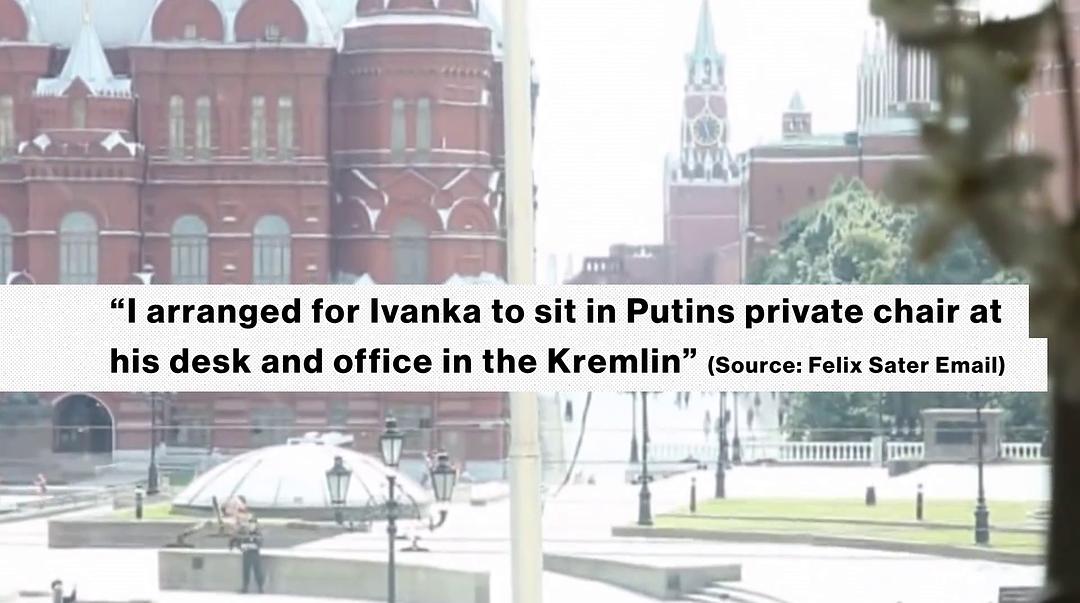 “I arranged for Ivanka to sit in Putins private chair at
his desk and office in the Kremlin” (Source: Felix Sater Email)